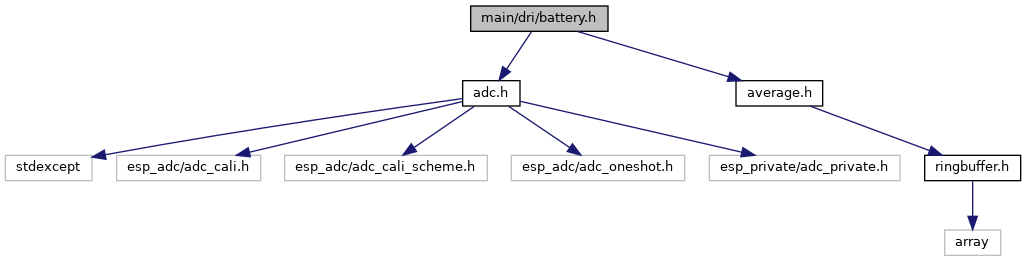 main/dri/battery.h
adc.h
average.h
stdexcept
esp_adc/adc_cali.h
esp_adc/adc_cali_scheme.h
esp_adc/adc_oneshot.h
esp_private/adc_private.h
ringbuffer.h
array